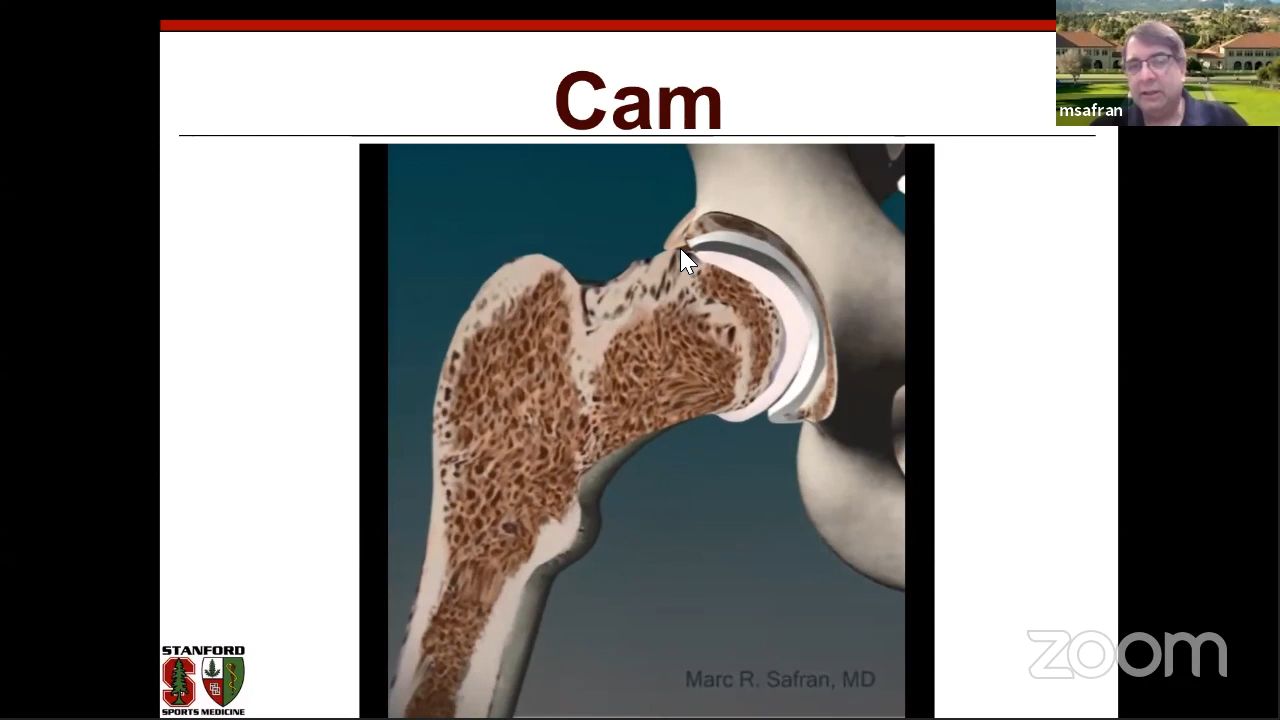 Cam
msafran
Marc R. Safran, MD
STANFORD
S
SPORTS MEDICINE
zoom